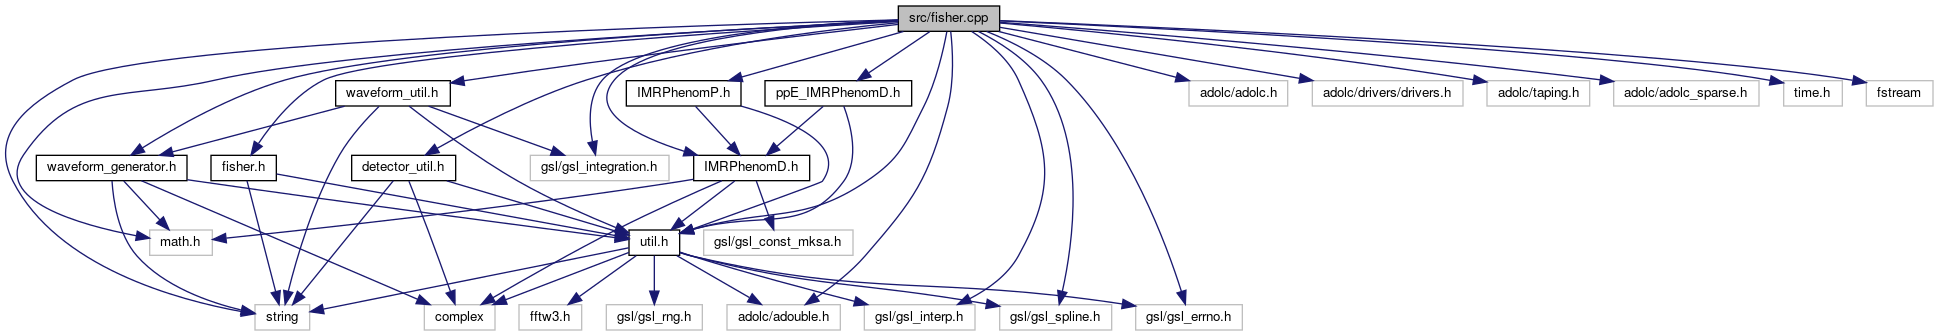 src/fisher.cpp
waveform_util.h
IMRPhenomP.h
ppE_IMRPhenomD.h
adolc/adolc.h
adolc/drivers/drivers.h
adolc/taping.h
adolc/adolc_sparse.h
time.h
fstream
waveform_generator.h
fisher.h
detector_util.h
gsl/gsl_integration.h
IMRPhenomD.h
math.h
util.h
gsl/gsl_const_mksa.h
string
complex
fftw3.h
gsl/gsl_rng.h
adolc/adouble.h
gsl/gsl_interp.h
gsl/gsl_spline.h
gsl/gsl_errno.h